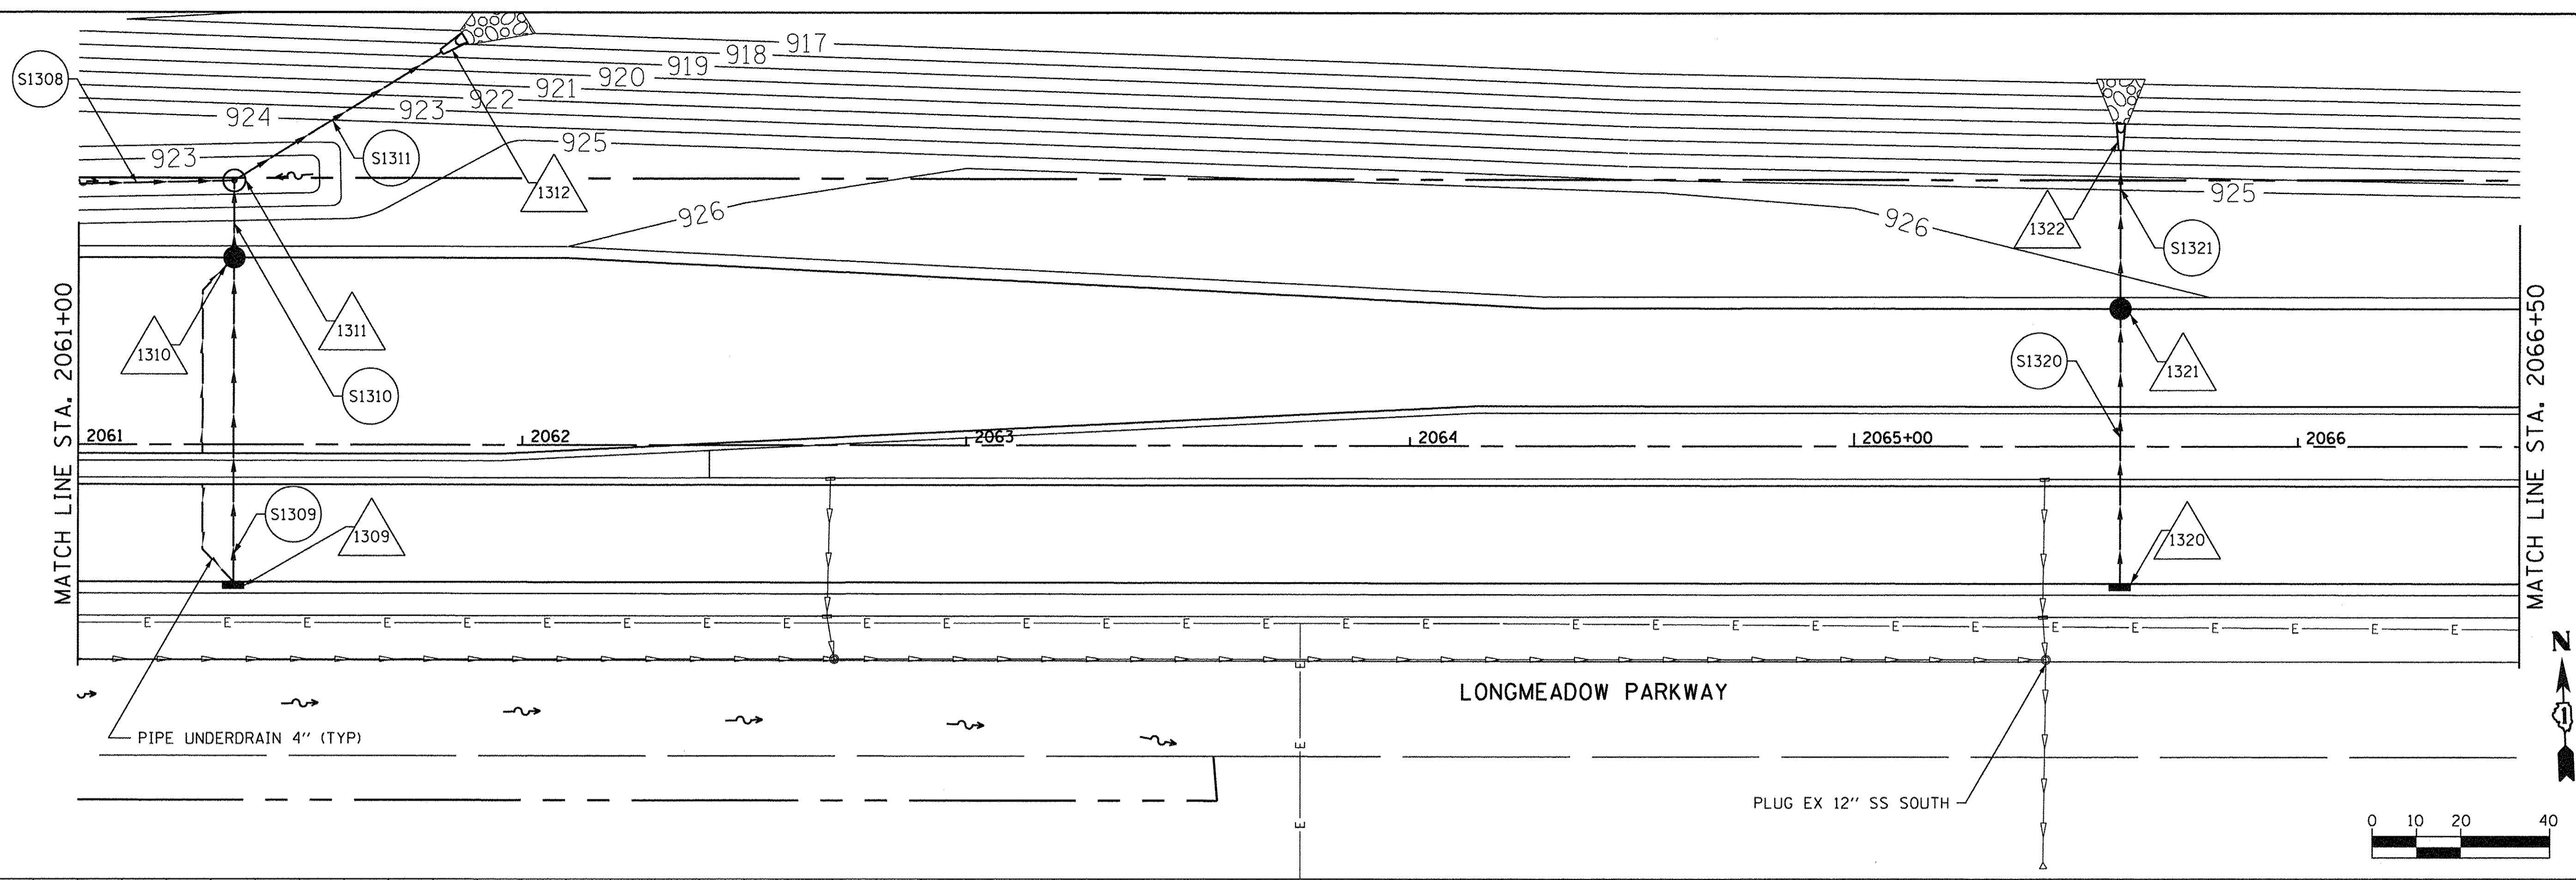 917
918
919
920
921
922
923
924
925
923
S1308
S1311
1312
926
926
925
1322
S1321
MATCH LINE STA. 2061+00
1310
1311
S1310
S1320
1321
MATCH LINE STA. 2066+50
2061
2062
2063
2064
2065+00
2066
S1309
1309
1320
E E E E E E E E E E E E E E E E E E E E E E E E E E E E E
E
LONGMEADOW PARKWAY
N
1
PIPE UNDERDRAIN 4" (TYP)
E
PLUG EX 12" SS SOUTH
E
0 10 20 40